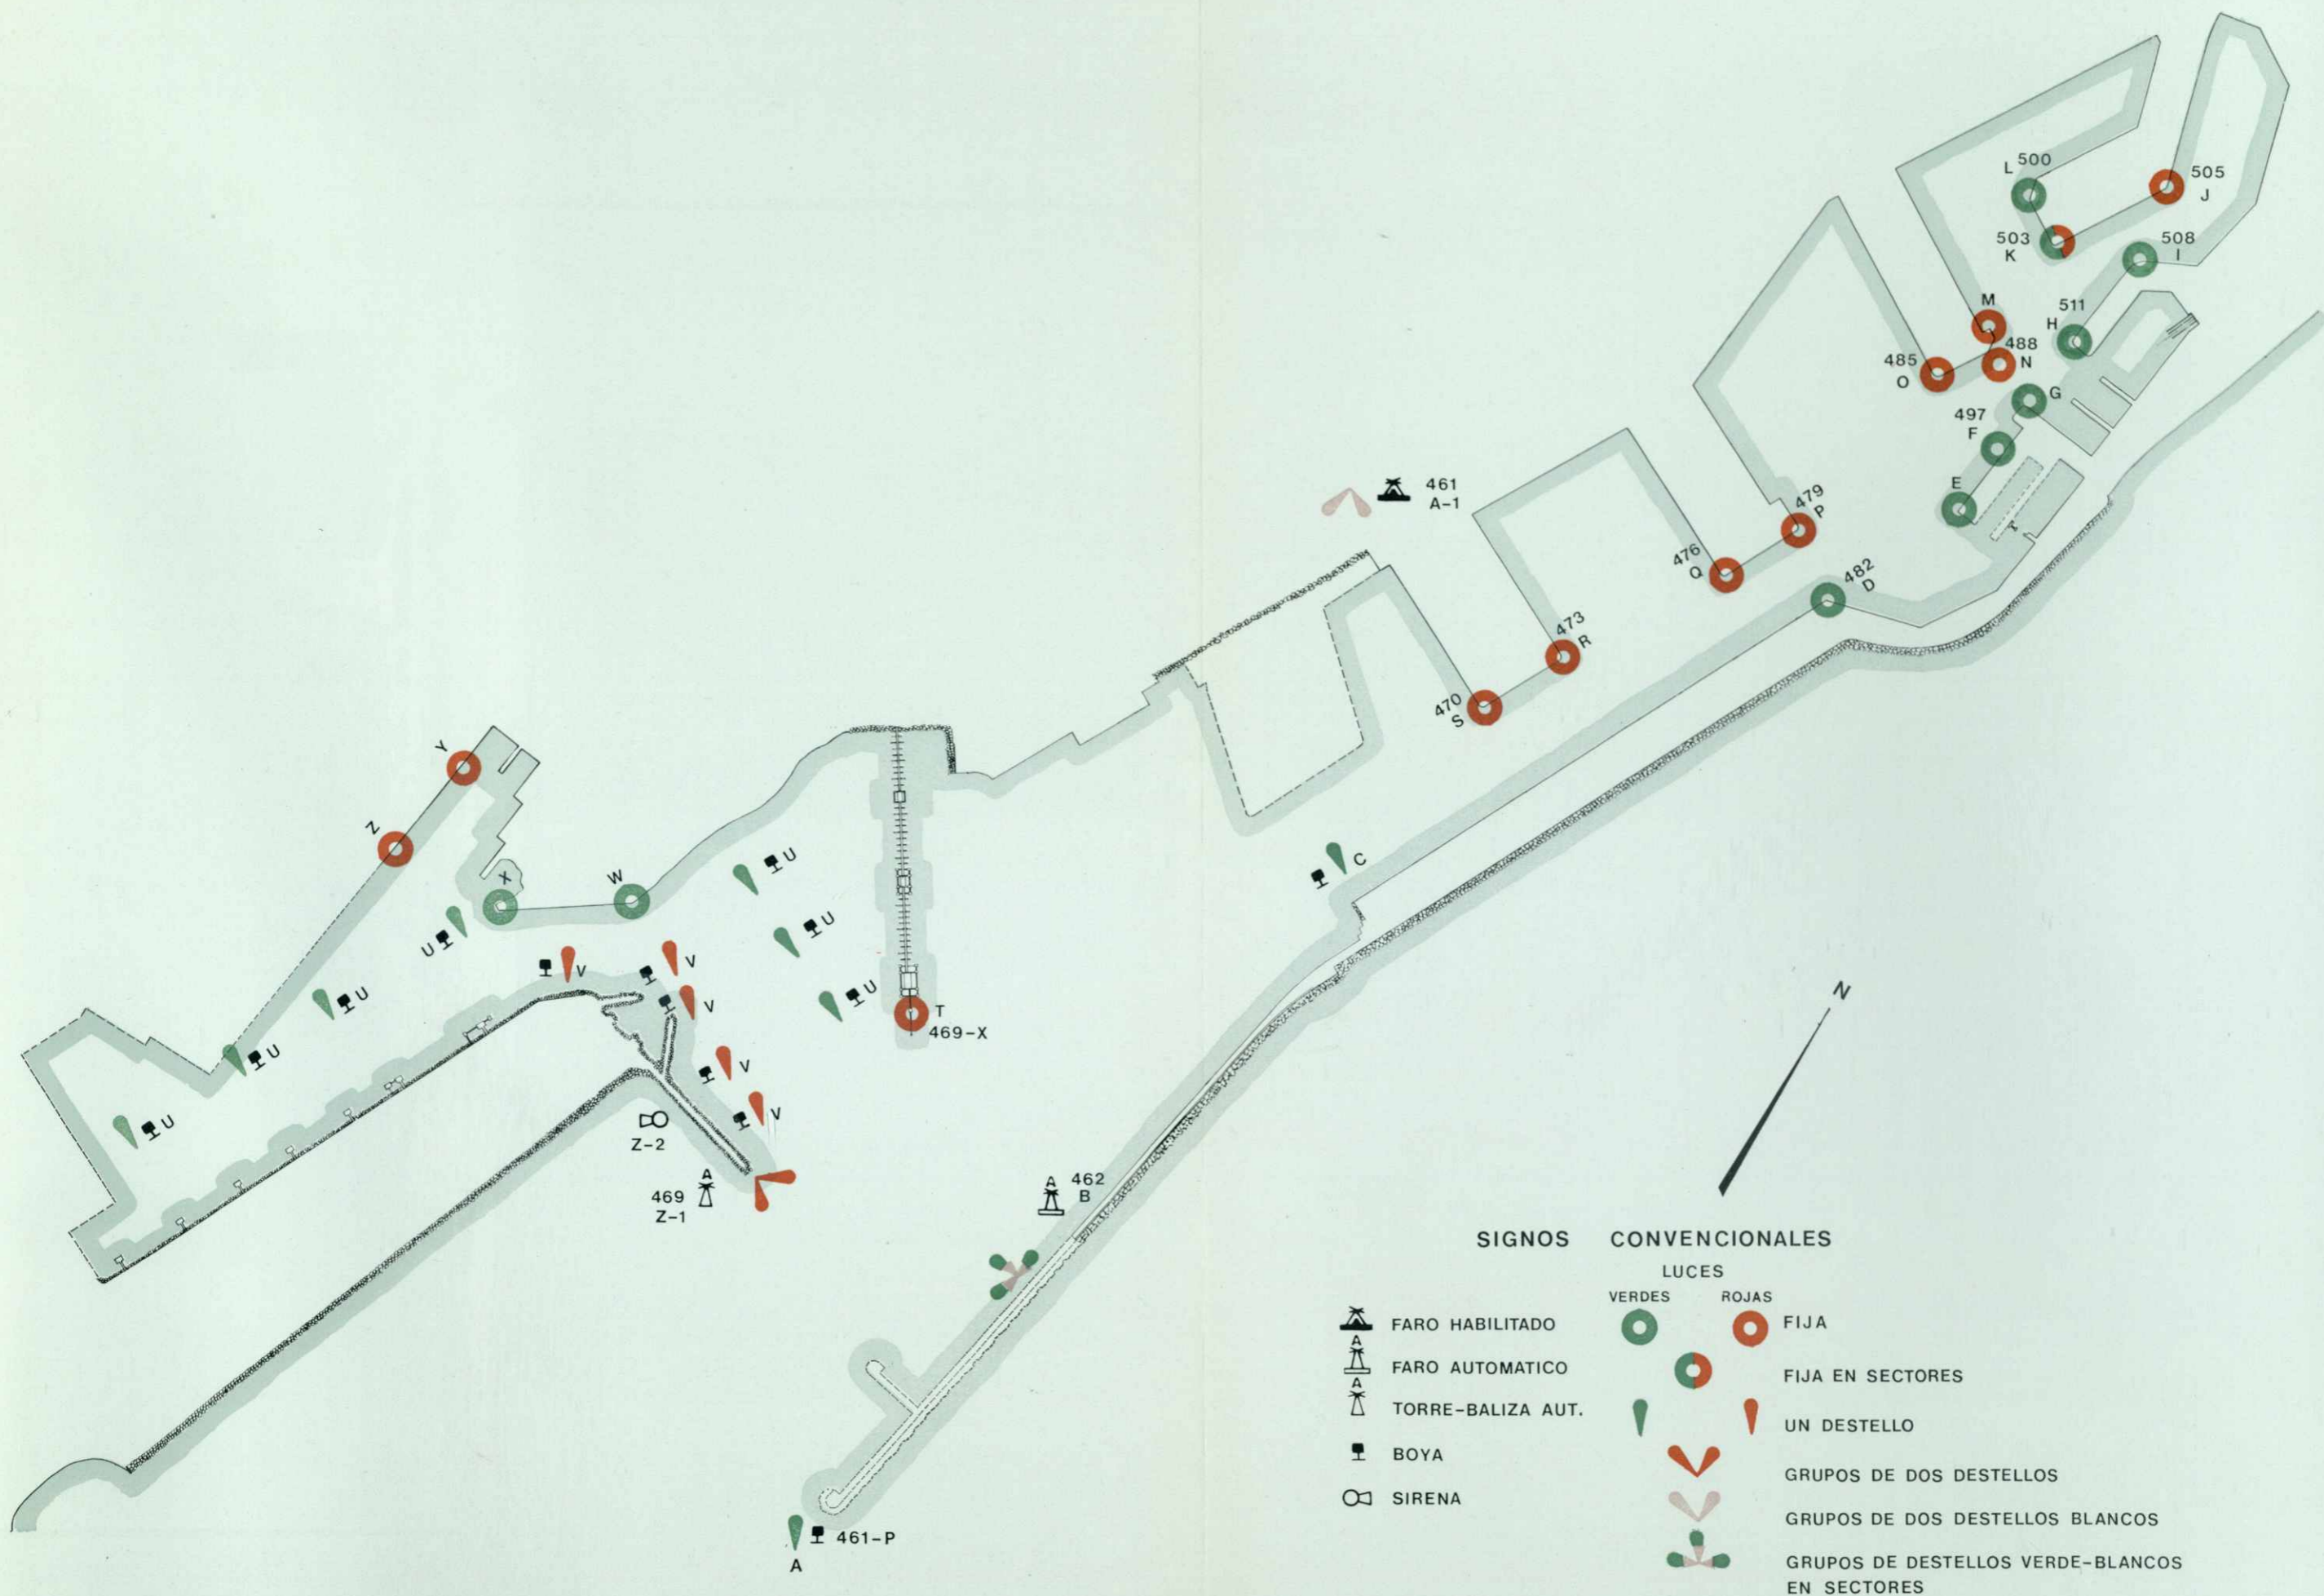 L 500
505
J
503
K
508
I
M
511
H
488
N
485
O
G
497
F
E
461
A-1
479
P
476
Q
482
D
473
R
470
S
Y
Z
X
W
U
U
C
U
U
V
V
V
U
U
T
469-X
U
V
V
U
Z-2
A
469
Z-1
A
462
B
N
461-P
A
SIGNOS CONVENCIONALES
LUCES
VERDES ROJAS
FARO HABILITADO
FIJA
A
FARO AUTOMATICO
FIJA EN SECTORES
A
TORRE-BALIZA AUT.
UN DESTELLO
BOYA
GRUPOS DE DOS DESTELLOS
SIRENA
GRUPOS DE DOS DESTELLOS BLANCOS
GRUPOS DE DESTELLOS VERDE-BLANCOS
EN SECTORES